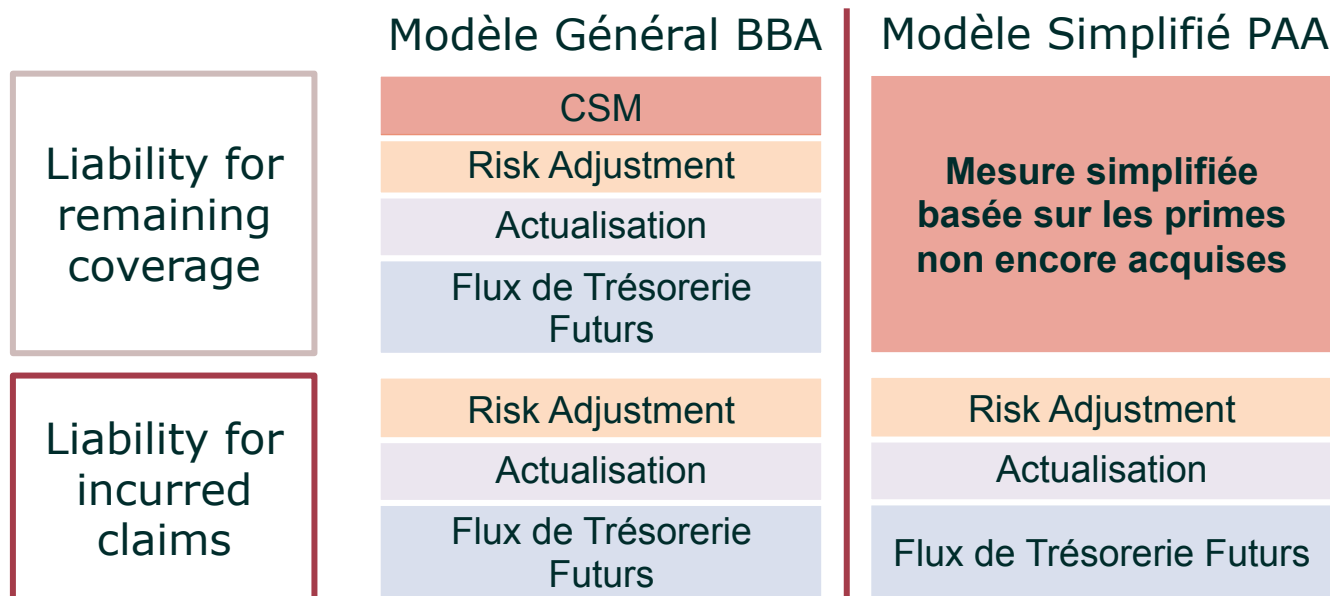 Modèle Général BBA
Modèle Simplifié PAA
Liability for
remaining
coverage
CSM
Risk Adjustment
Actualisation
Flux de Trésorerie
Futurs
Mesure simplifiée
basée sur les primes
non encore acquises
Liability for
incurred
claims
Risk Adjustment
Actualisation
Flux de Trésorerie
Futurs
Risk Adjustment
Actualisation
Flux de Trésorerie Futurs